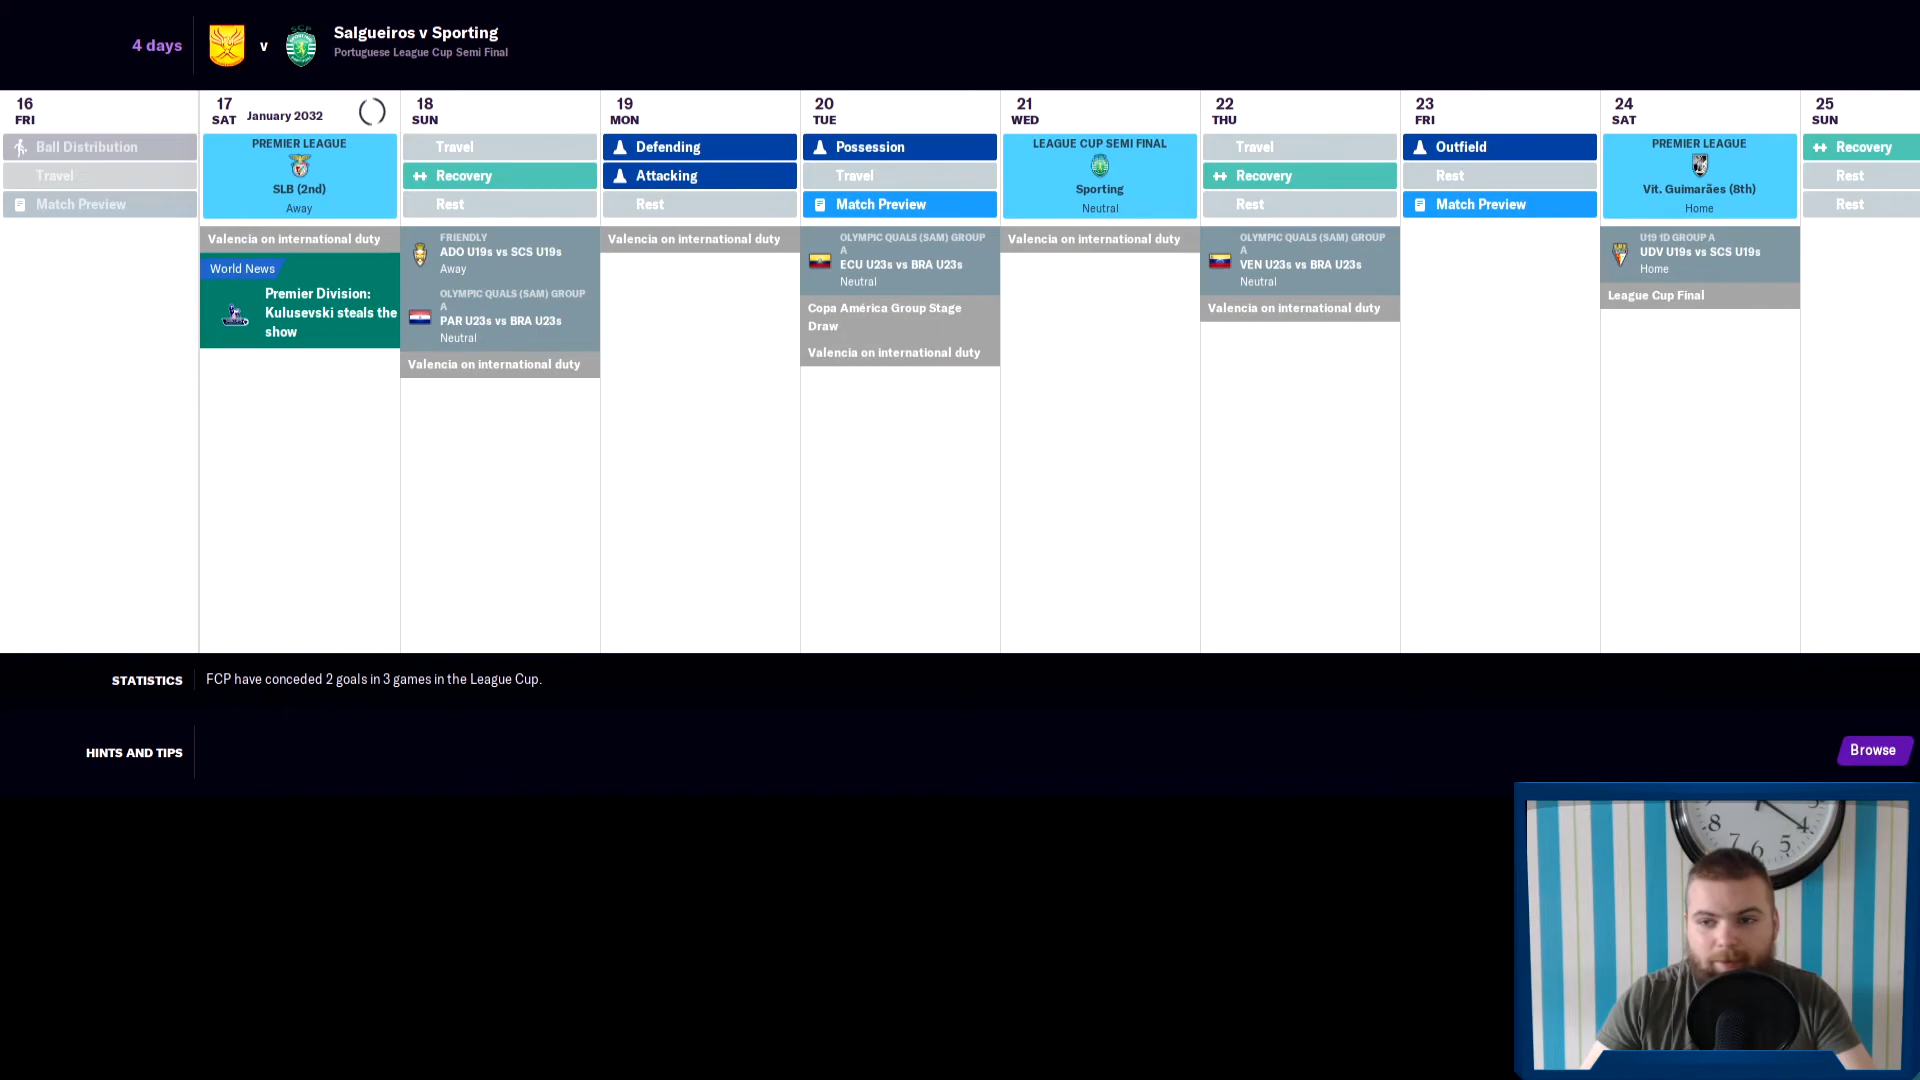 4 days
v
Salgueiros v Sporting
Portuguese League Cup Semi Final
16
FRI
Ball Distribution
Travel
Match Preview
17
SAT
January 2032
PREMIER LEAGUE
SLB (2nd)
Away
Valencia on international duty
World News
Premier Division:
Kulusevski steals the
show
18
SUN
Travel
Recovery
Rest
FRIENDLY
ADO U19s vs SCS U19s
Away
OLYMPIC QUALS (SAM) GROUP
A
PAR U23s vs BRA U23s
Neutral
Valencia on international duty
19
MON
Defending
Attacking
Rest
Valencia on international duty
20
TUE
Possession
Travel
Match Preview
OLYMPIC QUALS (SAM) GROUP
A
ECU U23s vs BRA U23s
Neutral
Copa América Group Stage
Draw
Valencia on international duty
21
WED
LEAGUE CUP SEMI FINAL
Sporting
Neutral
Valencia on international duty
22
THU
Travel
Recovery
Rest
OLYMPIC QUALS (SAM) GROUP
A
VEN U23s vs BRA U23s
Neutral
Valencia on international duty
23
FRI
Outfield
Rest
Match Preview
24
SAT
PREMIER LEAGUE
Vit. Guimarães (8th)
Home
U19 1D GROUP A
UDV U19s vs SCS U19s
Home
League Cup Final
25
SUN
Recovery
Rest
Rest
STATISTICS
FCP have conceded 2 goals in 3 games in the League Cup.
HINTS AND TIPS
Browse
8
7
6
5
4